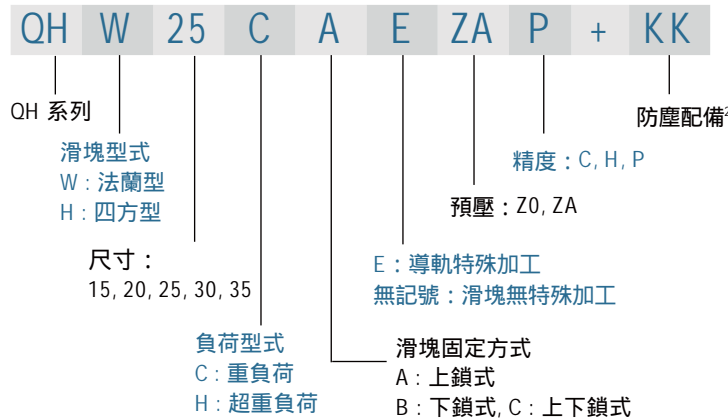 QH W 25 C A E ZA P + KK
QH 系列
防塵配備²
滑塊型式
W : 法蘭型
H : 四方型
精度 : C, H, P
預壓 : Z0, ZA
尺寸 :
15, 20, 25, 30, 35
E : 導軌特殊加工
無記號 : 滑塊無特殊加工
負荷型式
C : 重負荷
H : 超重負荷
滑塊固定方式
A : 上鎖式
B : 下鎖式, C : 上下鎖式